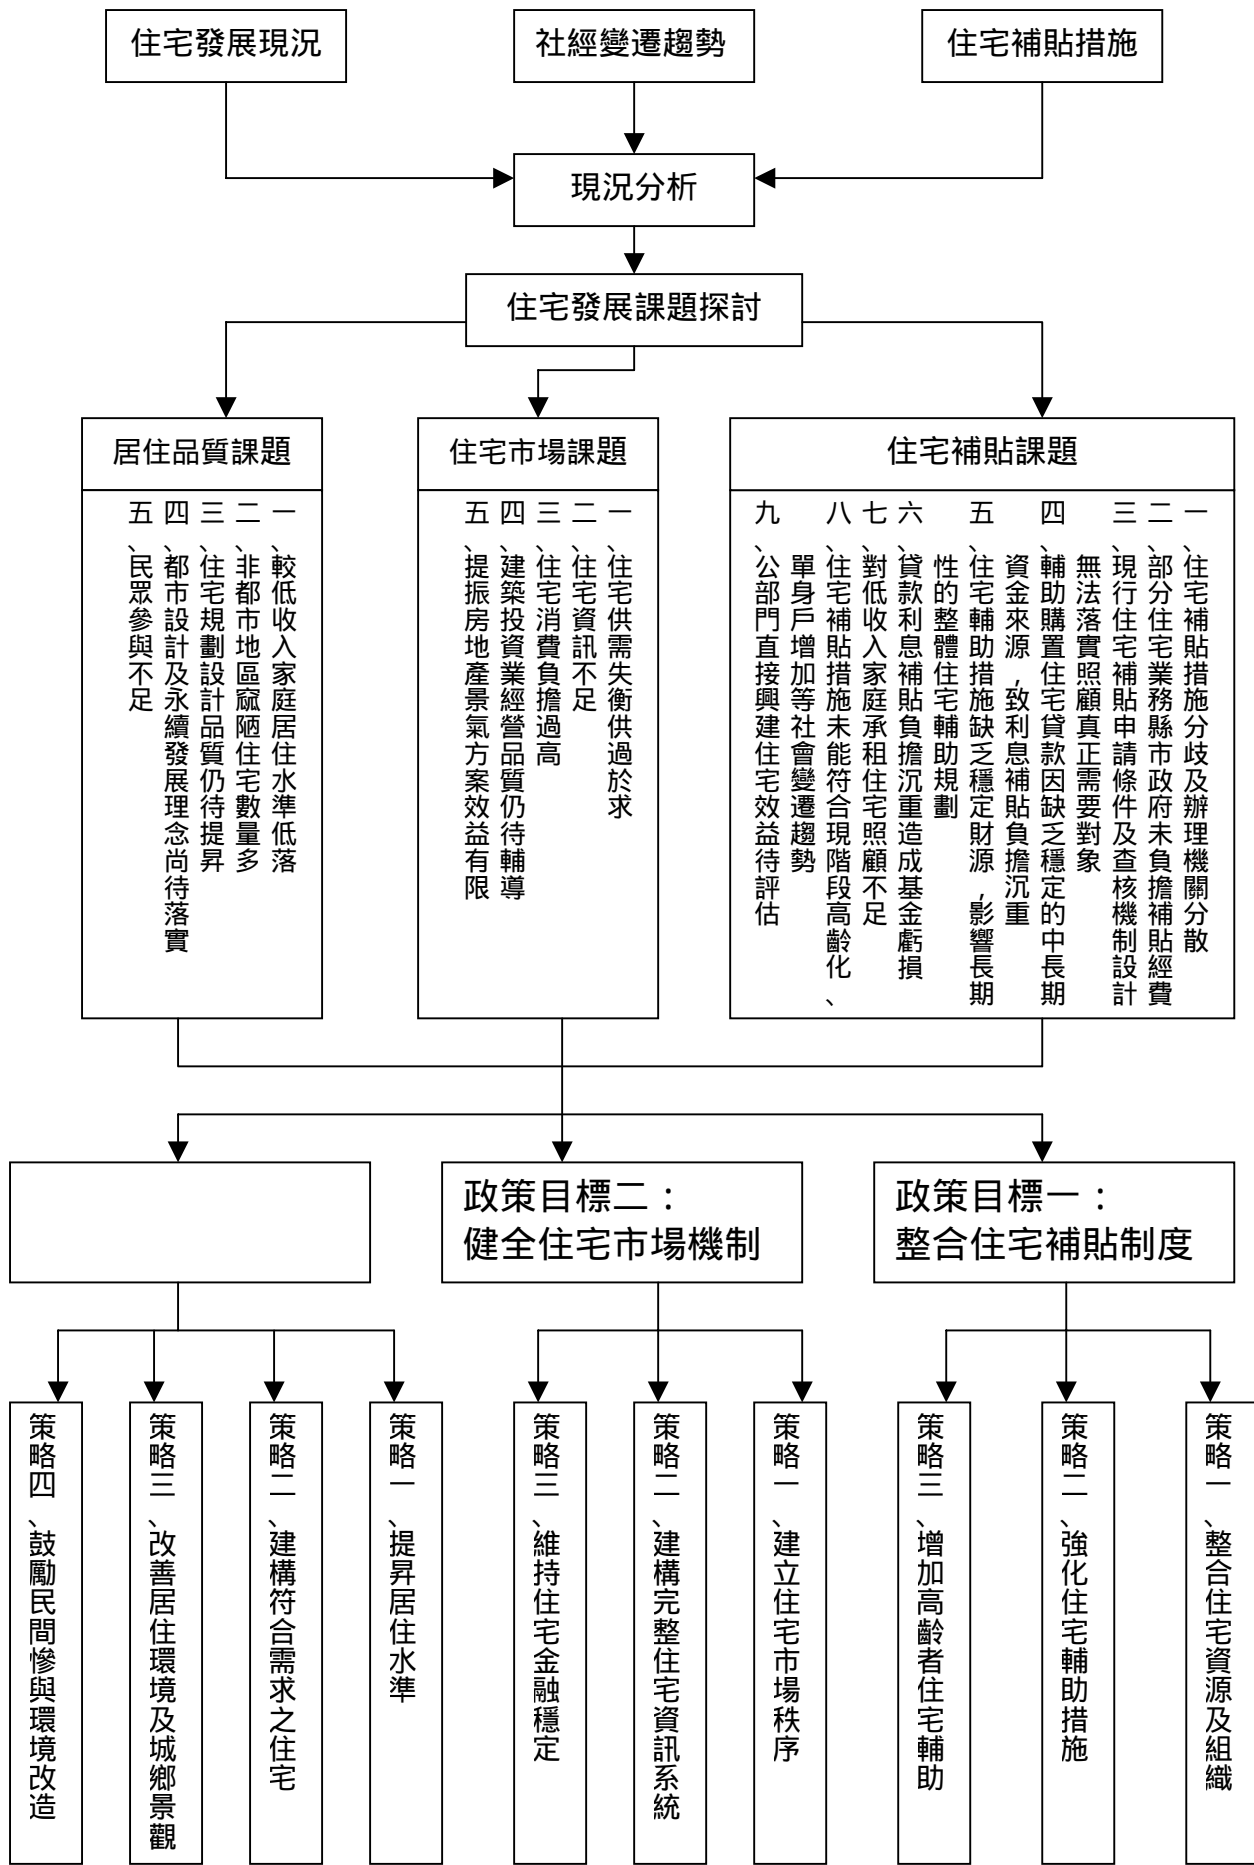 住宅發展現況
社經變遷趨勢
住宅補貼措施
現況分析
住宅發展課題探討
居住品質課題
一、較低收入家庭居住水準低落
二、非都市地區窳陋住宅數量多
三、住宅規劃設計品質仍待提昇
四、都市設計及永續發展理念尚待落實
五、民眾參與不足
住宅市場課題
一、住宅供需失衡供過於求
二、住宅資訊不足
三、住宅消費負擔過高
四、建築投資業經營品質仍待輔導
五、提振房地產景氣方案效益有限
住宅補貼課題
一、住宅補貼措施分歧及辦理機關分散
二、部分住宅業務縣市政府未負擔補貼經費
三、現行住宅補貼申請條件及查核機制設計
無法落實照顧真正需要對象
四、輔助購置住宅貸款因缺乏穩定的中長期
資金來源，致利息補貼負擔沉重
五、住宅輔助措施缺乏穩定財源，影響長期
性的整體住宅輔助規劃
六、貸款利息補貼負擔沉重造成基金虧損
七、對低收入家庭承租住宅照顧不足
八、住宅補貼措施未能符合現階段高齡化、
單身戶增加等社會變遷趨勢
九、公部門直接興建住宅效益待評估
政策目標二：
健全住宅市場機制
政策目標一：
整合住宅補貼制度
策略四、鼓勵民間慘與環境改造
策略三、改善居住環境及城鄉景觀
策略二、建構符合需求之住宅
策略一、提昇居住水準
策略三、維持住宅金融穩定
策略二、建構完整住宅資訊系統
策略一、建立住宅市場秩序
策略三、增加高齡者住宅輔助
策略二、強化住宅輔助措施
策略一、整合住宅資源及組織